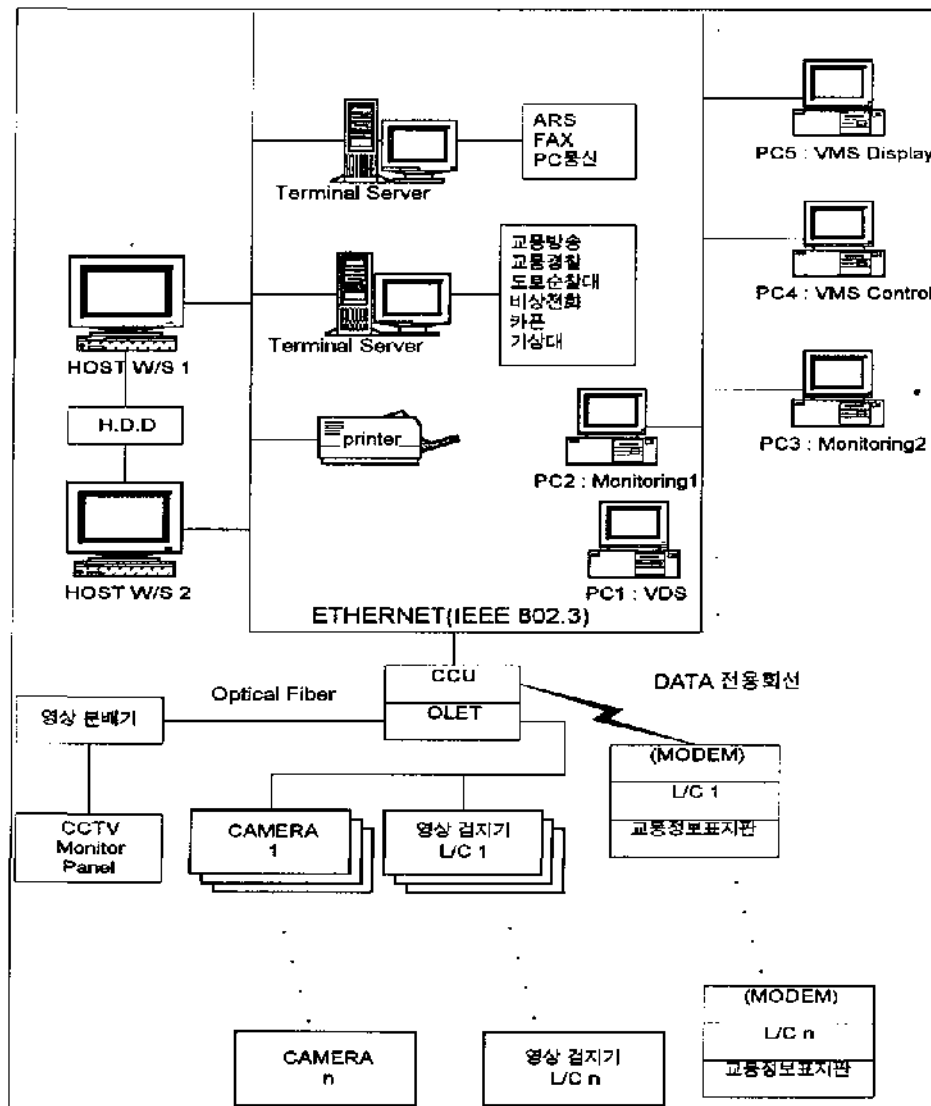 ARS
FAX
PC통신
Terminal Server
PC5 : VMS Display
교통방송
교통경찰
도로순찰대
비상전화
카폰
기상대
Terminal Server
PC4 : VMS Control
HOST W/S 1
H.D.D
printer
PC3 : Monitoring2
PC2 : Monitoring1
HOST W/S 2
PC1 : VDS
ETHERNET(IEEE 802.3)
CCU
OLET
Optical Fiber
DATA 전용회선
영상 분배기
CCTV
Monitor
Panel
CAMERA
1
영상 검지기
L/C 1
(MODEM)
L/C 1
교통정보표지판
CAMERA
n
영상 검지기
L/C n
(MODEM)
L/C n
교통정보표지판